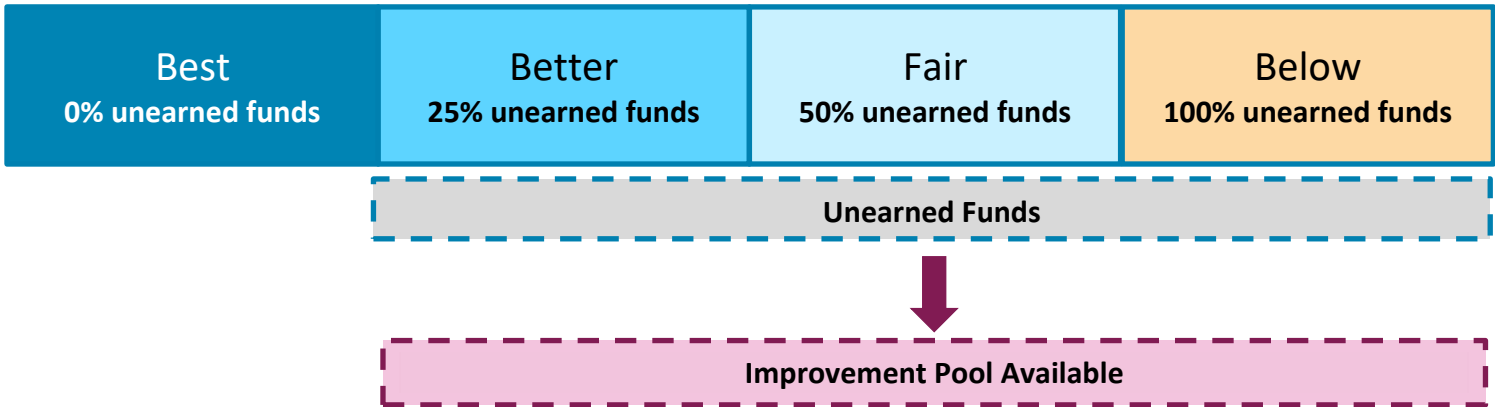 Best
0% unearned funds
Better
25% unearned funds
Fair
50% unearned funds
Below
100% unearned funds
Unearned Funds
Improvement Pool Available